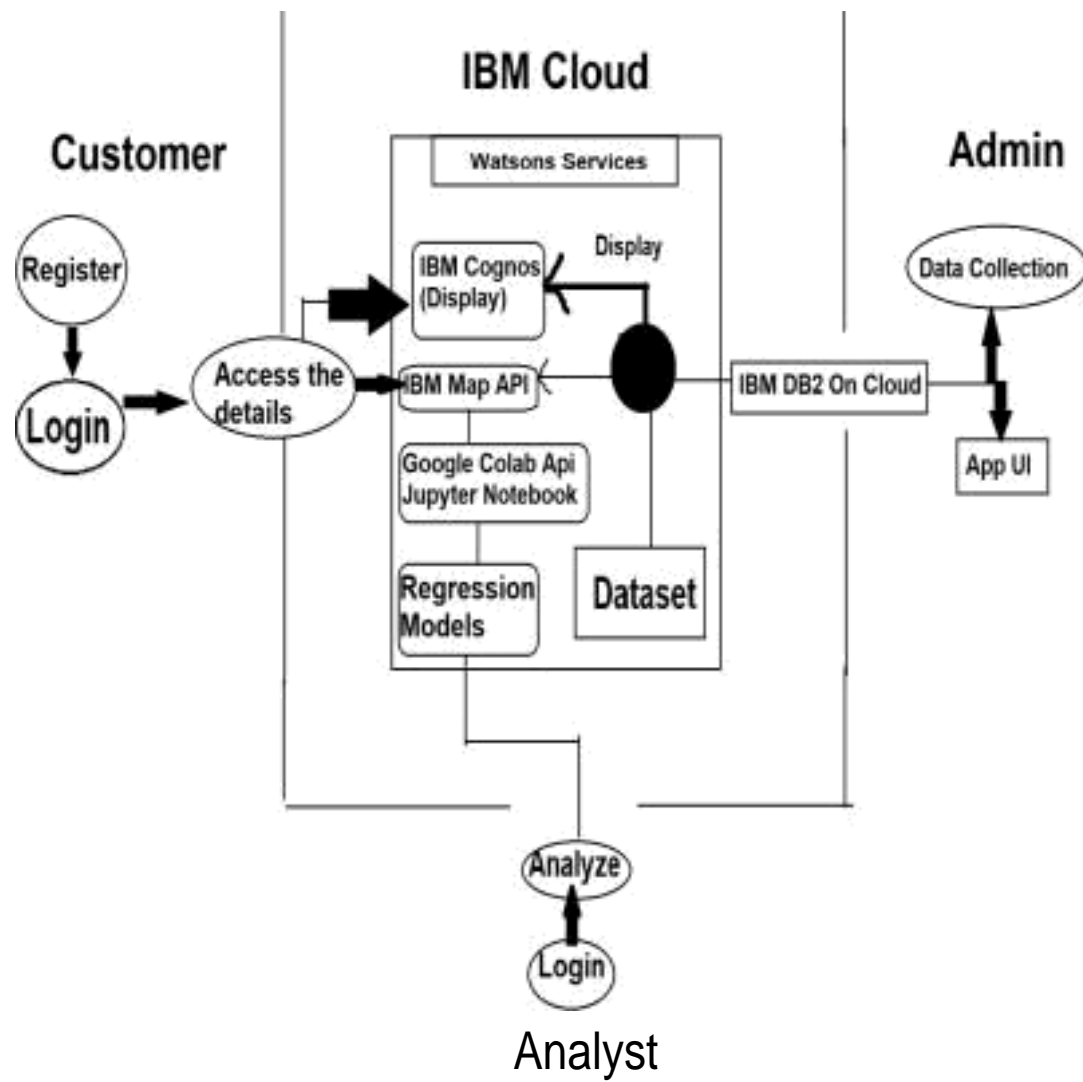 IBM Cloud
Customer
Watsons Services
Admin
Register
IBM Cognos
(Display)
Display
Data Collection
Login
Access the
details
IBM Map API
IBM DB2 On Cloud
App UI
Google Colab Api
Jupyter Notebook
Regression
Models
Dataset
Analyze
Login
Analyst